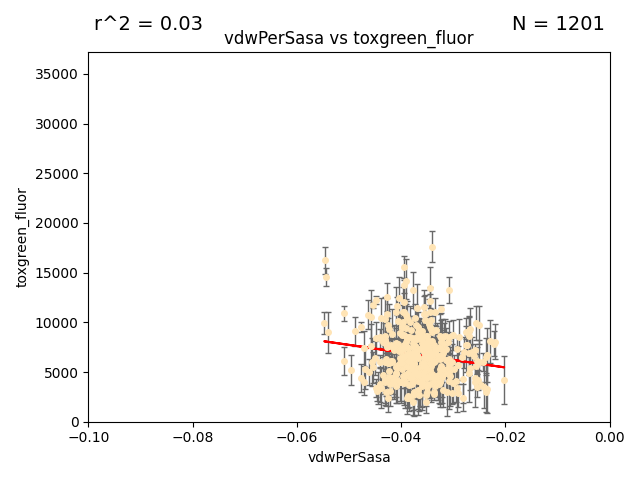 r^2 = 0.03
N = 1201
vdwPerSasa vs toxgreen_fluor
toxgreen_fluor
35000
30000
25000
20000
15000
10000
5000
0
−0.10
−0.08
−0.06
−0.04
−0.02
0.00
vdwPerSasa